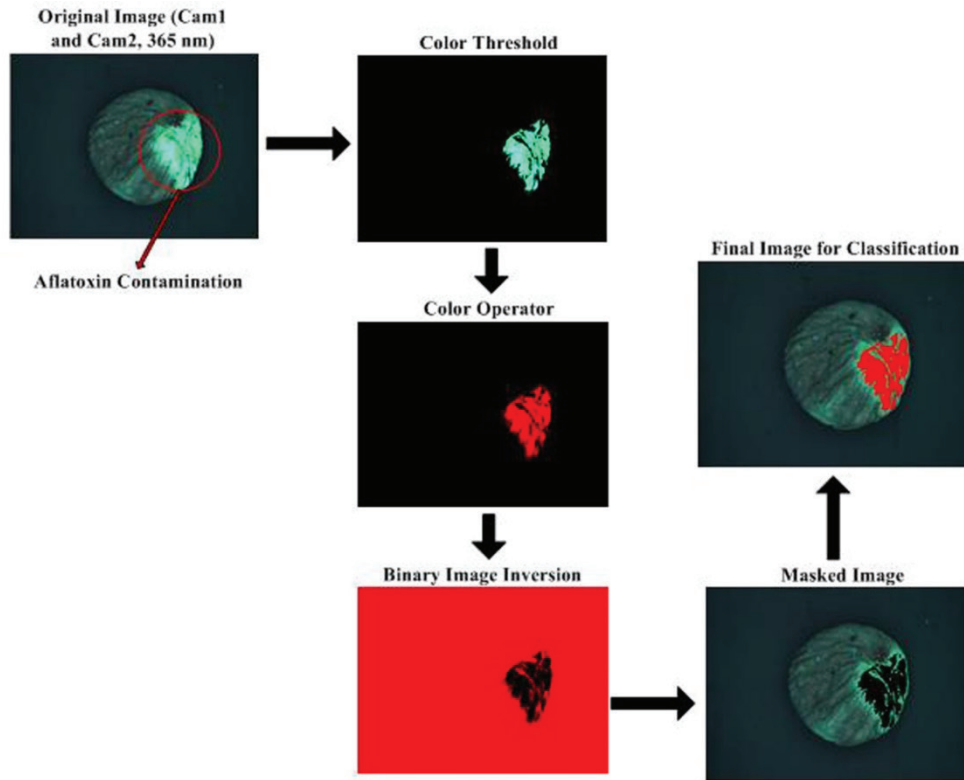 Original Image (Cam1
and Cam2, 365 nm)
Color Threshold
Aflatoxin Contamination
Color Operator
Binary Image Inversion
Masked Image
Final Image for Classification